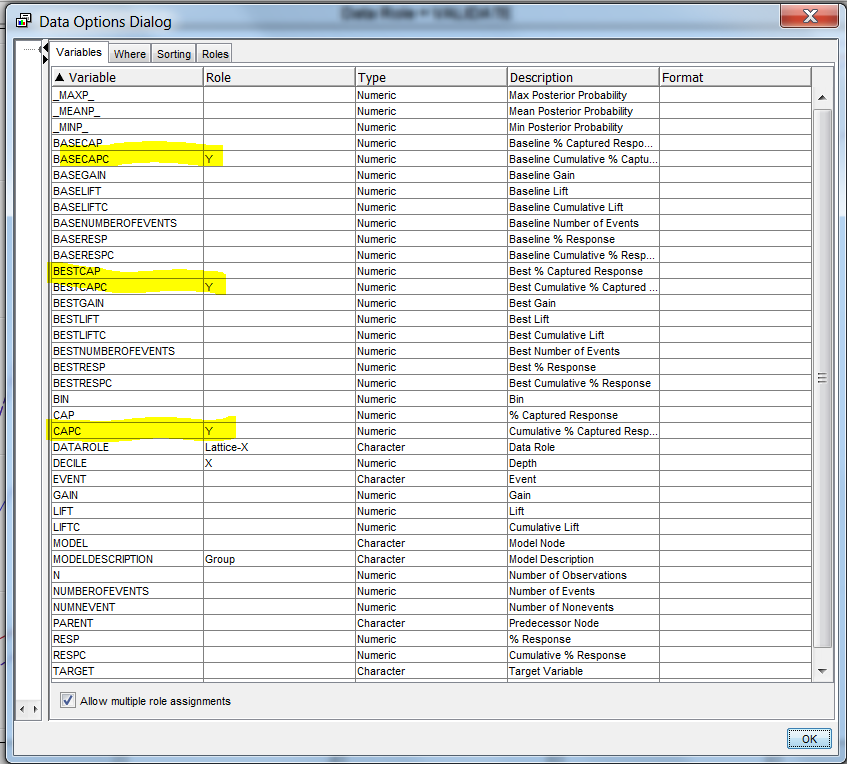 Data Role = VALIDATE
Data Options Dialog
Variables Where Sorting Roles
Variable Role Type Description Format
_MAXP_ Numeric Max Posterior Probability
_MEANP_ Numeric Mean Posterior Probability
_MINP_ Numeric Min Posterior Probability
BASECAP Numeric Baseline % Captured Respo...
BASECAPC Y Numeric Baseline Cumulative % Captu...
BASEGAIN Numeric Baseline Gain
BASELIFT Numeric Baseline Lift
BASELIFTC Numeric Baseline Cumulative Lift
BASENUMBEROFEVENTS Numeric Baseline Number of Events
BASERESP Numeric Baseline % Response
BASERESPC Numeric Baseline Cumulative % Resp...
BESTCAP Numeric Best % Captured Response
BESTCAPC Y Numeric Best Cumulative % Captured ...
BESTGAIN Numeric Best Gain
BESTLIFT Numeric Best Lift
BESTLIFTC Numeric Best Cumulative Lift
BESTNUMBEROFEVENTS Numeric Best Number of Events
BESTRESP Numeric Best % Response
BESTRESPC Numeric Best Cumulative % Response
BIN Numeric Bin
CAP Numeric % Captured Response
CAPC Y Numeric Cumulative % Captured Resp...
DATAROLE Lattice-X Character Data Role
DECILE X Numeric Depth
EVENT Character Event
GAIN Numeric Gain
LIFT Numeric Lift
LIFTC Numeric Cumulative Lift
MODEL Character Model Node
MODELDESCRIPTION Group Character Model Description
N Numeric Number of Observations
NUMBEROFEVENTS Numeric Number of Events
NUMNEVENT Numeric Number of Nonevents
PARENT Character Predecessor Node
RESP Numeric % Response
RESPC Numeric Cumulative % Response
TARGET Character Target Variable
Allow multiple role assignments
OK